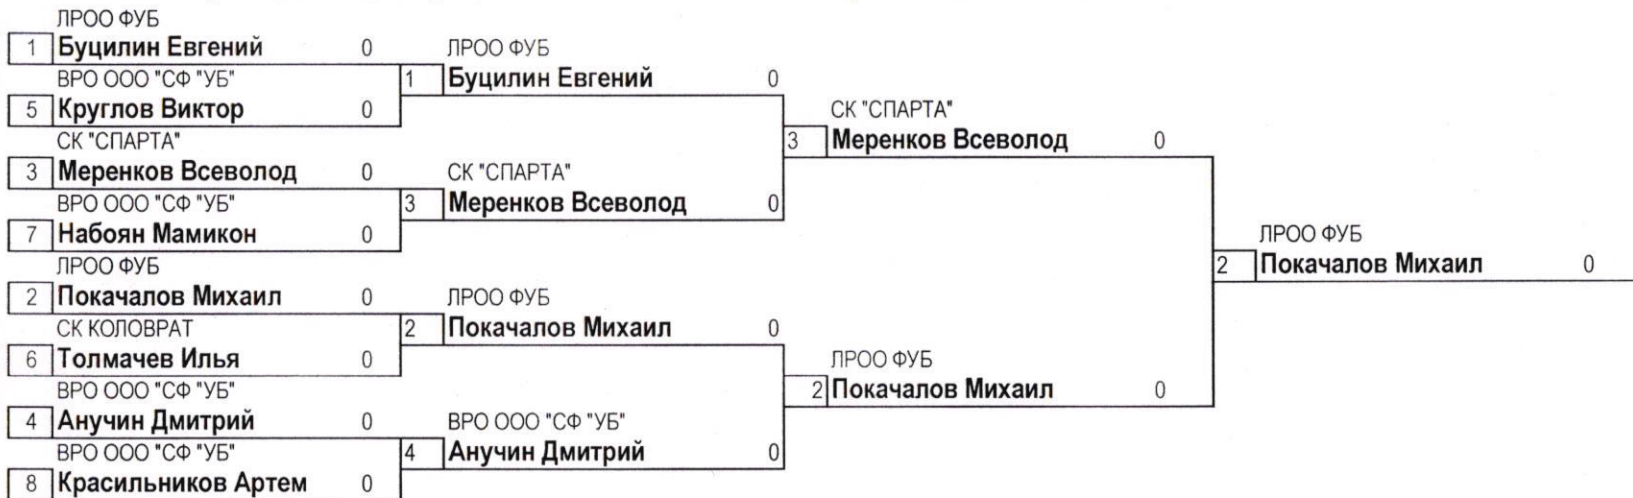 ЛРОО ФУБ
1 Буцилин Евгений 0
ВРО ООО "СФ "УБ"
5 Круглов Виктор 0
СК "СПАРТА"
3 Меренков Всеволод 0
ВРО ООО "СФ "УБ"
7 Набоян Мамикон 0
ЛРОО ФУБ
2 Покачалов Михаил 0
СК КОЛОВРАТ
6 Толмачев Илья 0
ВРО ООО "СФ "УБ"
4 Анучин Дмитрий 0
ВРО ООО "СФ "УБ"
8 Красильников Артем 0
ЛРОО ФУБ
1 Буцилин Евгений 0
СК "СПАРТА"
3 Меренков Всеволод 0
ЛРОО ФУБ
2 Покачалов Михаил 0
ВРО ООО "СФ "УБ"
4 Анучин Дмитрий 0
СК "СПАРТА"
3 Меренков Всеволод 0
ЛРОО ФУБ
2 Покачалов Михаил 0
ЛРОО ФУБ
2 Покачалов Михаил 0